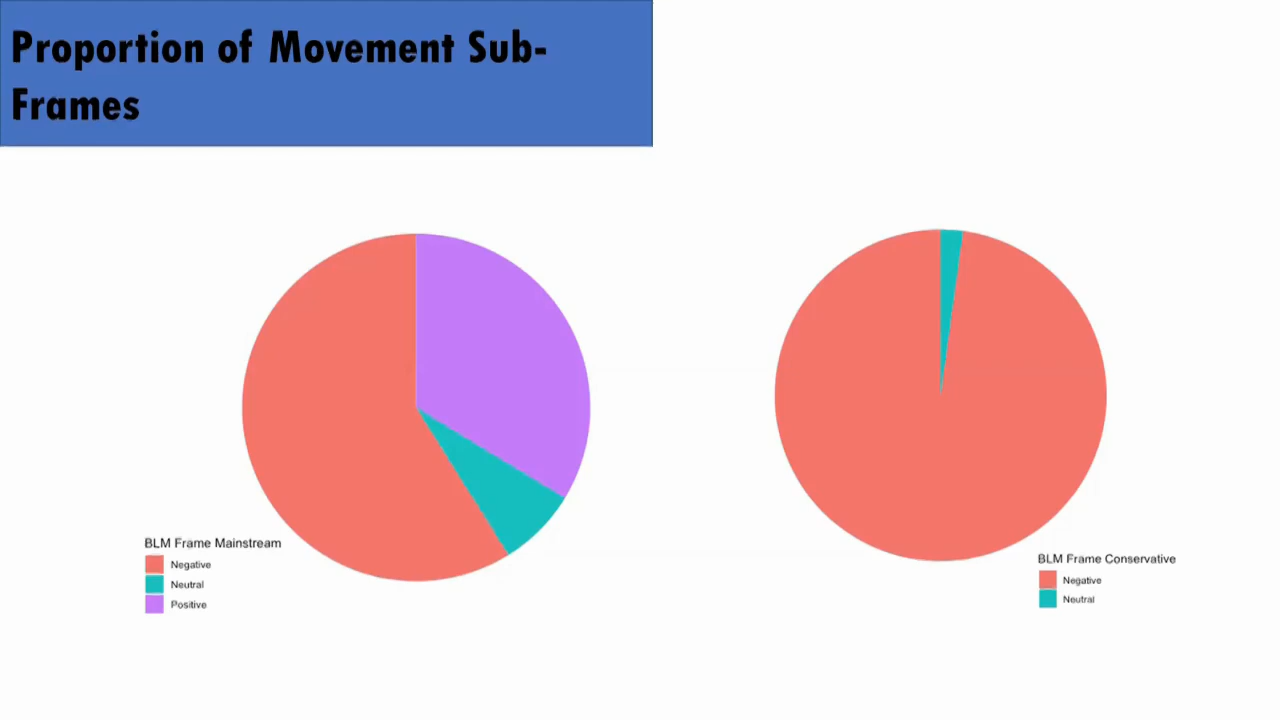 Proportion of Movement Sub-
Frames
BLM Frame Mainstream
Negative
Neutral
Positive
BLM Frame Conservative
Negative
Neutral